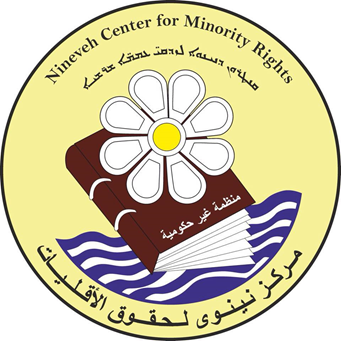 Nineveh Center for Minority Rights
منظمة غير حكومية
مركز نينوى لحقوق الأقليات